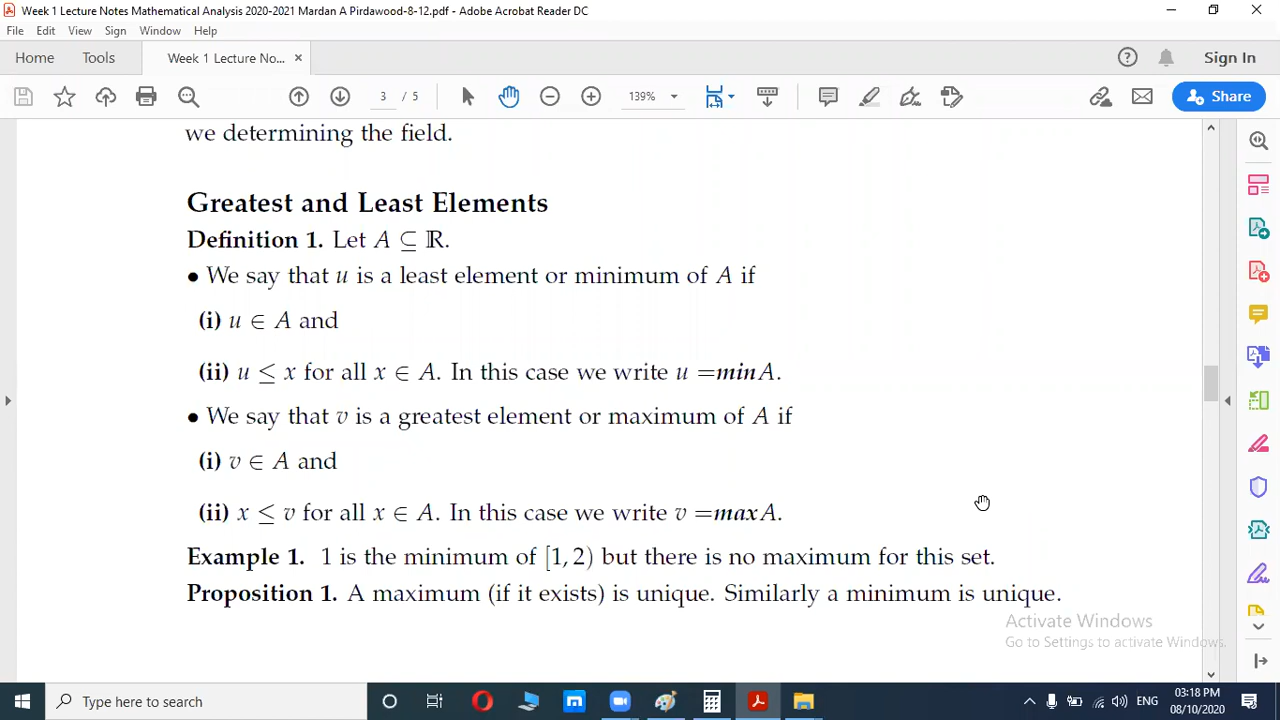 Week 1 Lecture Notes Mathematical Analysis 2020-2021 Mardan A Pirdawood-8-12.pdf - Adobe Acrobat Reader DC
File Edit View Sign Window Help
Home Tools Week 1 Lecture No... × Sign In
3 / 5 139% Share
we determining the field.
Greatest and Least Elements
Definition 1. Let A ⊆ ℝ.
• We say that u is a least element or minimum of A if
(i) u ∈ A and
(ii) u ≤ x for all x ∈ A. In this case we write u =minA.
• We say that v is a greatest element or maximum of A if
(i) v ∈ A and
(ii) x ≤ v for all x ∈ A. In this case we write v =maxA.
Example 1. 1 is the minimum of [1, 2) but there is no maximum for this set.
Proposition 1. A maximum (if it exists) is unique. Similarly a minimum is unique.
Activate Windows
Go to Settings to activate Windows.
Type here to search
ENG
03:18 PM
08/10/2020